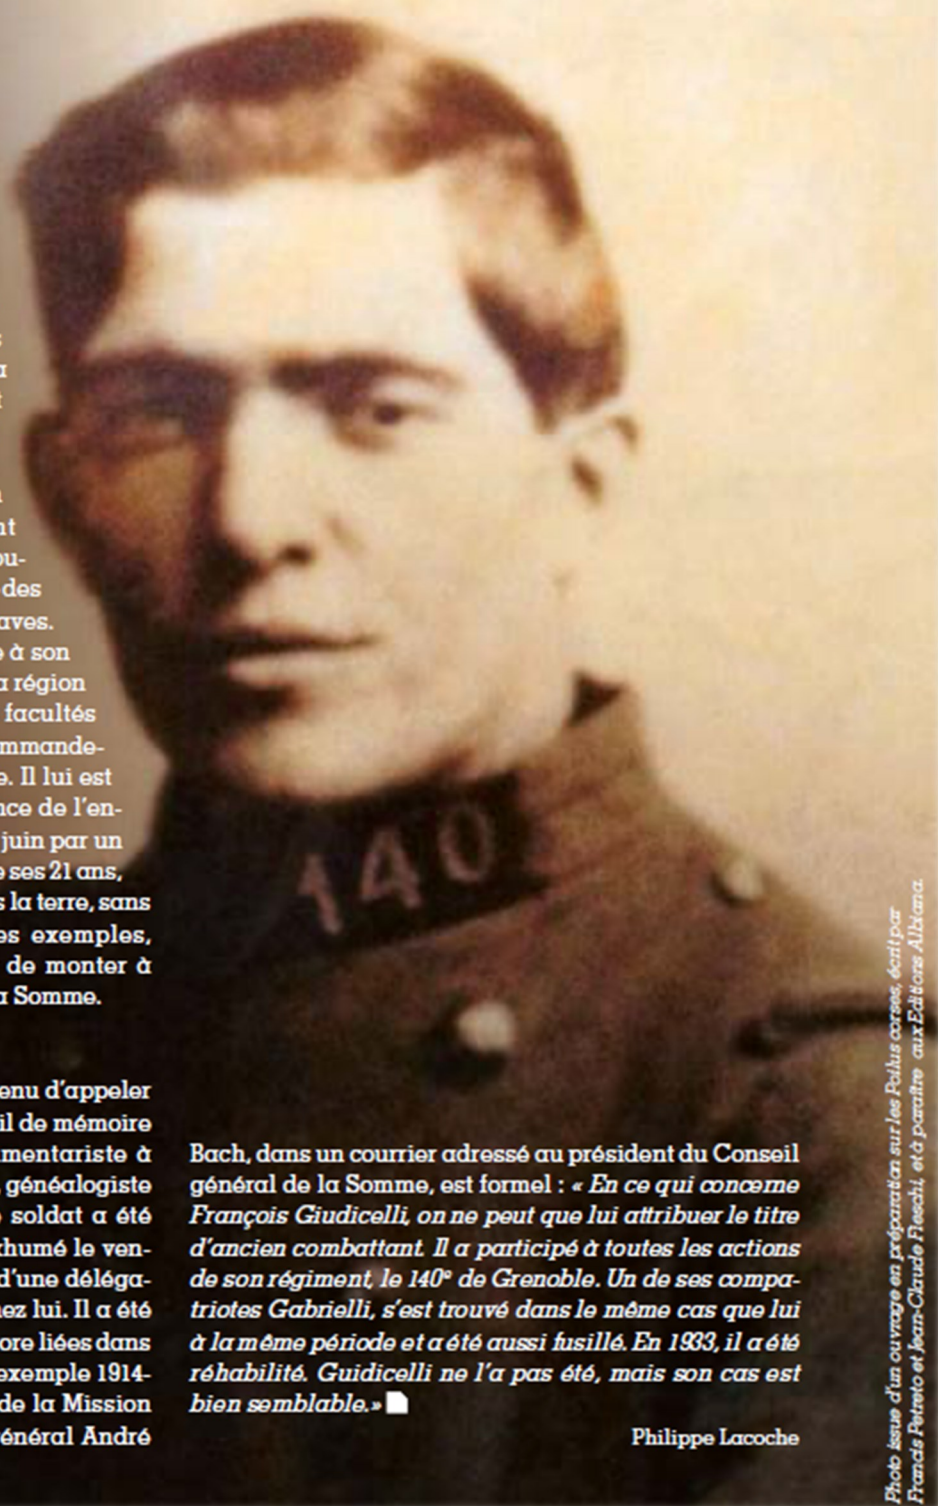 a
t
nt
ou-
des
aves.
e à son
a région
facultés
mmande-
e. Il lui est
nce de l'en-
juin par un
e ses 21 ans,
s la terre, sans
es exemples,
de monter à
a Somme.
enu d'appeler
il de mémoire
mentariste à
, généalogiste
soldat a été
xhumé le ven-
d'une déléga-
ez lui. Il a été
ore liées dans
exemple 1914-
de la Mission
énéral André
140
Bach, dans un courrier adressé au président du Conseil
général de la Somme, est formel : « En ce qui concerne
François Giudicelli, on ne peut que lui attribuer le titre
d'ancien combattant. Il a participé à toutes les actions
de son régiment, le 140e de Grenoble. Un de ses compa-
triotes Gabrielli, s'est trouvé dans le même cas que lui
à la même période et a été aussi fusillé. En 1933, il a été
réhabilité. Guidicelli ne l'a pas été, mais son cas est
bien semblable.»
Philippe Lacoche
Photo issue d'un ouvrage en préparation sur les Poilus corses, écrit par
Francis Petreto et Jean-Claude Fieschi, et à paraître aux Editions Albiana.